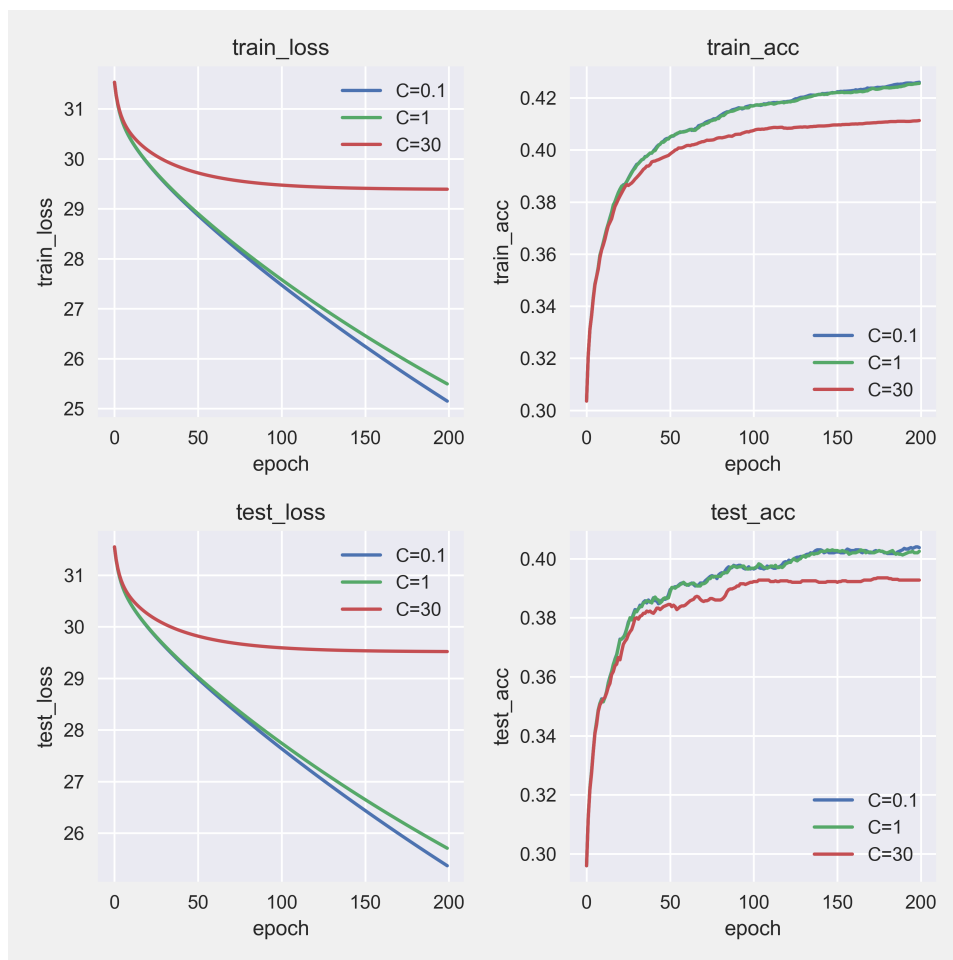 train_loss
train_loss
31
30
29
28
27
26
25
C=0.1
C=1
C=30
0 50 100 150 200
epoch
train_acc
train_acc
0.42
0.40
0.38
0.36
0.34
0.32
0.30
C=0.1
C=1
C=30
0 50 100 150 200
epoch
test_loss
test_loss
31
30
29
28
27
26
C=0.1
C=1
C=30
0 50 100 150 200
epoch
test_acc
test_acc
0.40
0.38
0.36
0.34
0.32
0.30
C=0.1
C=1
C=30
0 50 100 150 200
epoch